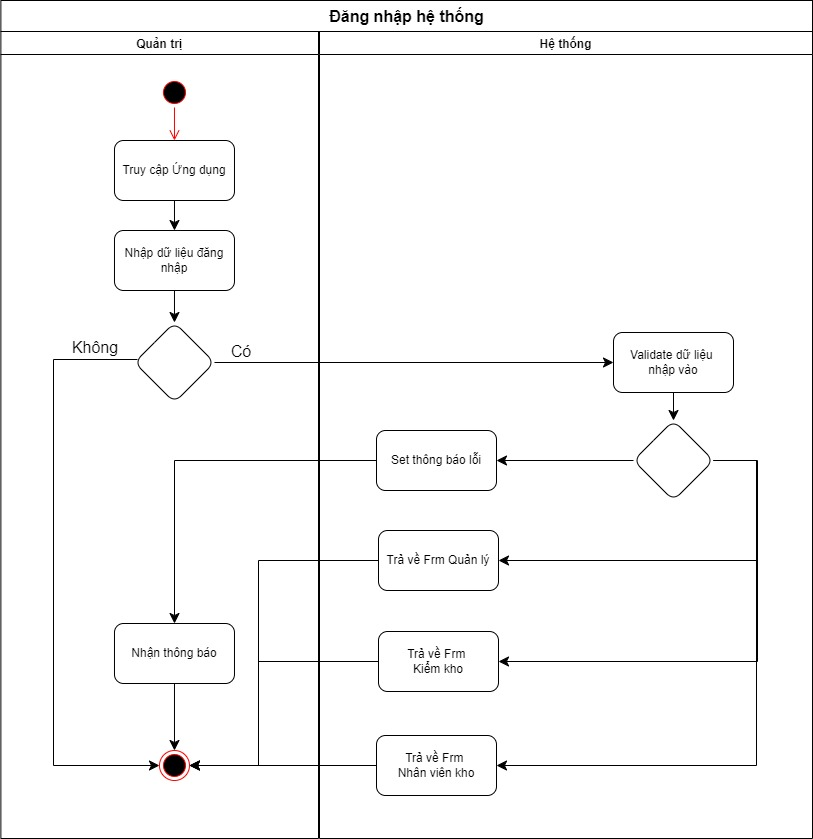 Đăng nhập hệ thống
Quản trị
Hệ thống
Truy cập Ứng dụng
Nhập dữ liệu đăng
nhập
Không
Có
Validate dữ liệu
nhập vào
Set thông báo lỗi
Trả về Frm Quản lý
Nhận thông báo
Trả về Frm
Kiểm kho
Trả về Frm
Nhân viên kho